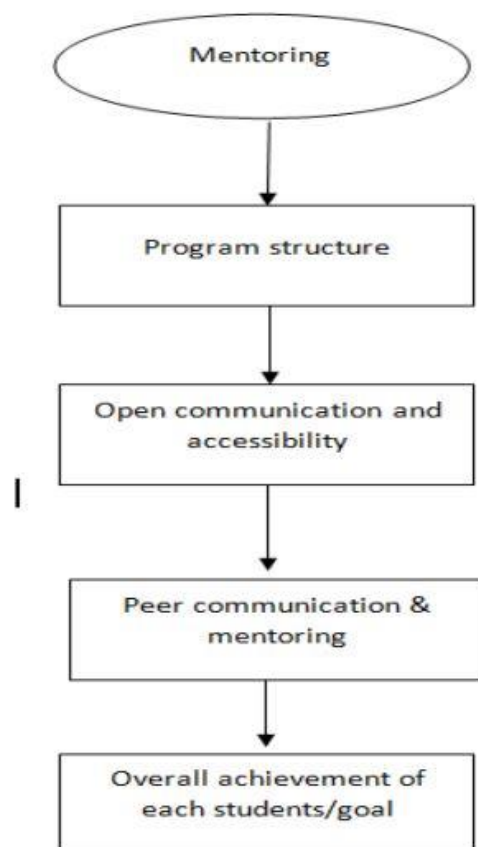 Mentoring
Program structure
Open communication and
accessibility
Peer communication &
mentoring
Overall achievement of
each students/goal